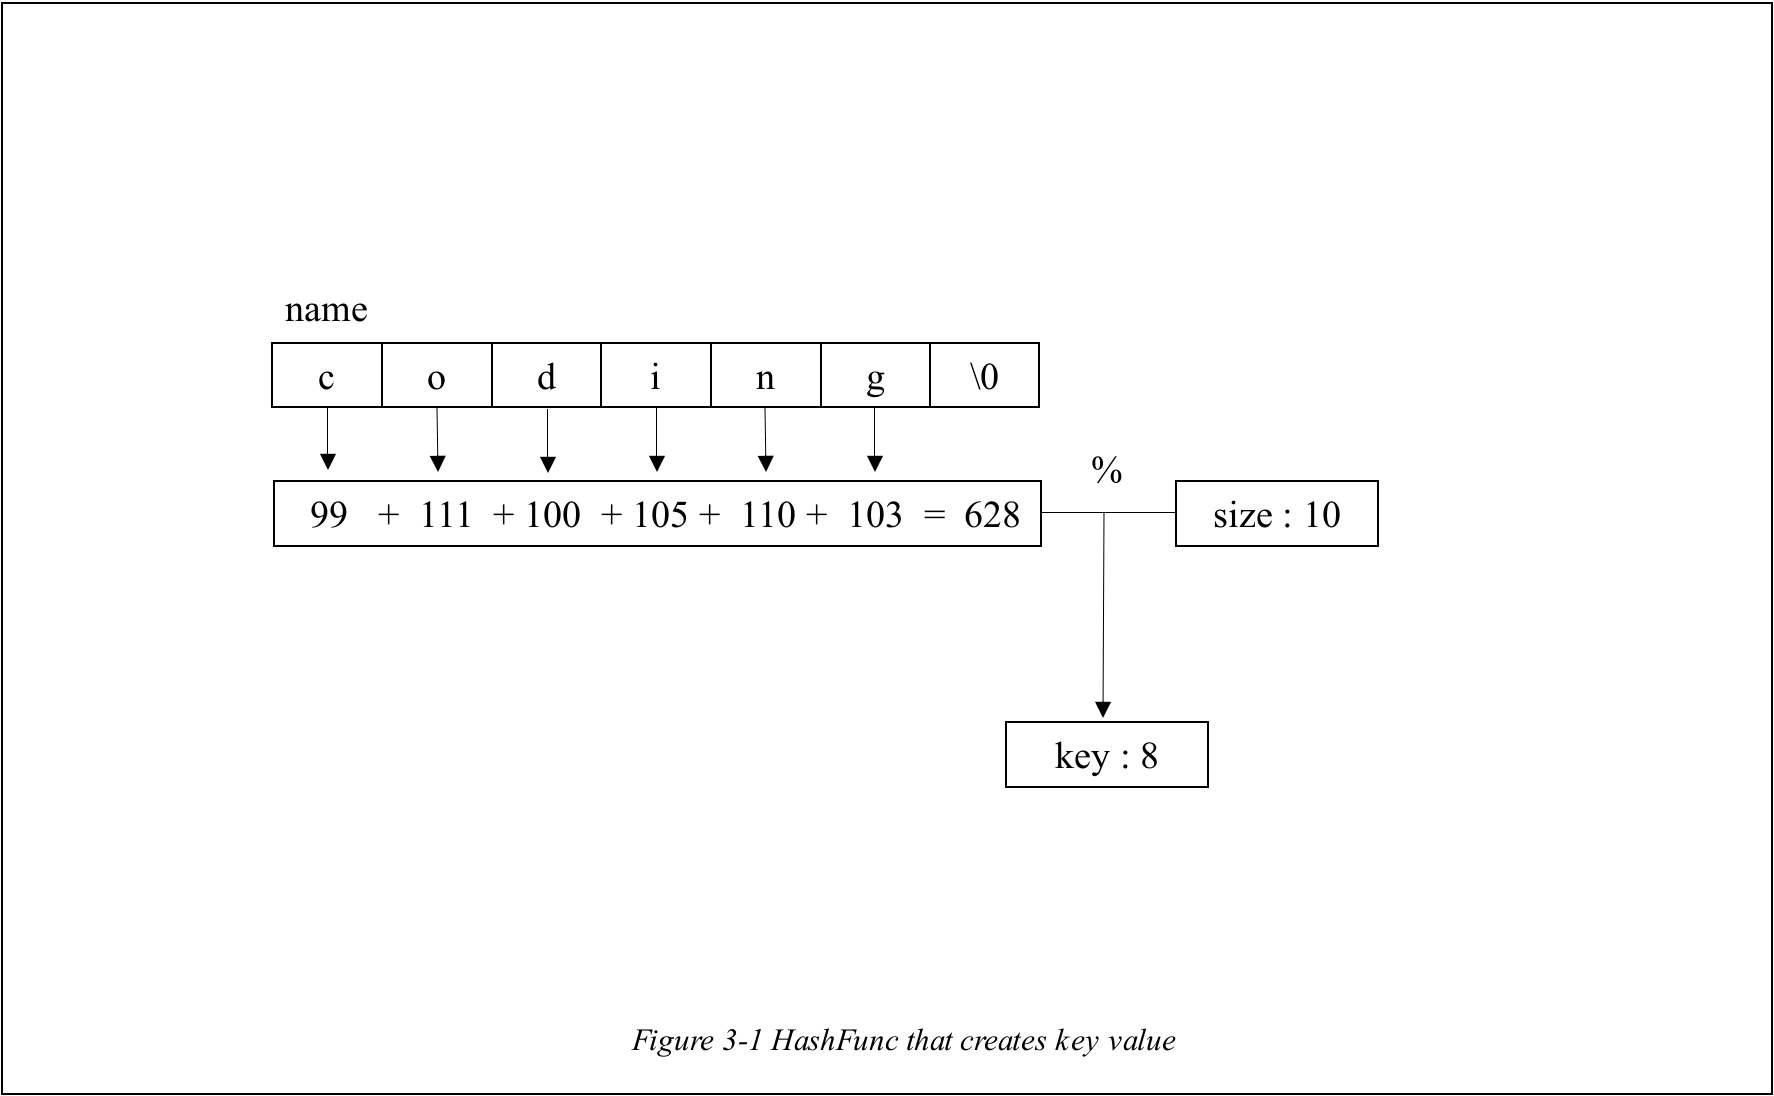 name
c o d i n g \0
%
99 + 111 + 100 + 105 + 110 + 103 = 628
size : 10
key : 8
Figure 3-1 HashFunc that creates key value